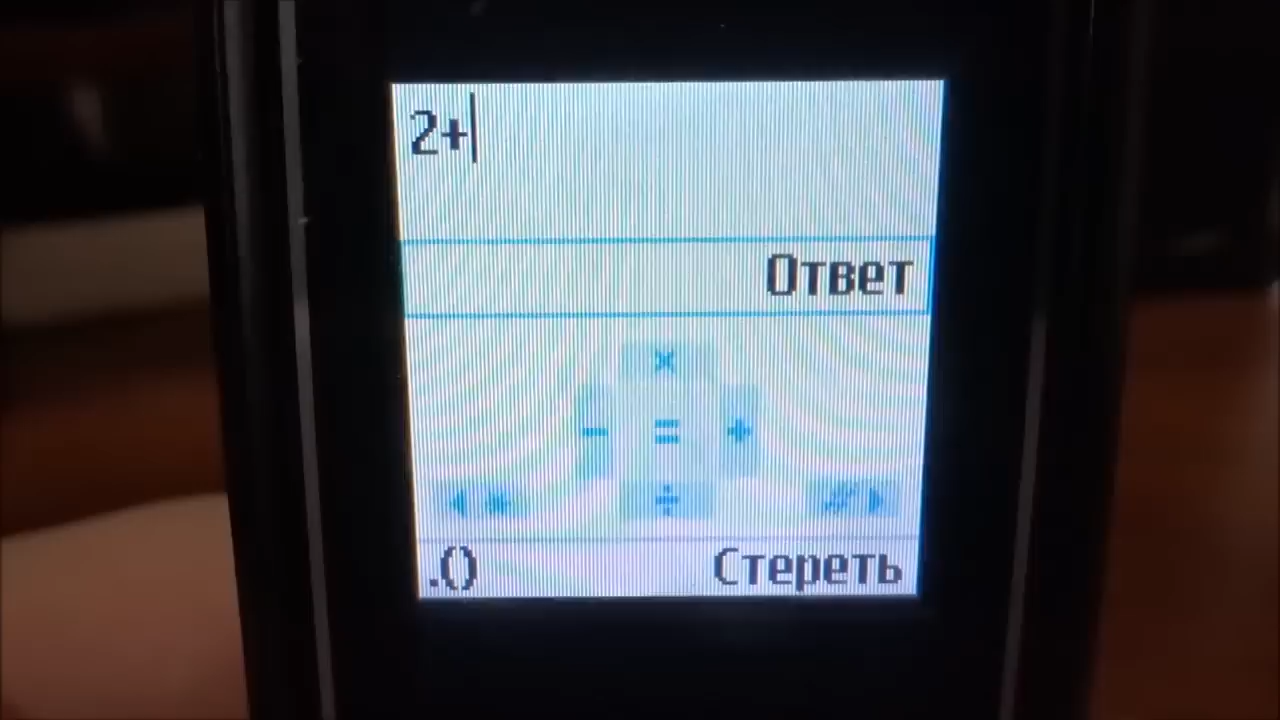 2+
Ответ
×
- = +
* ÷ #
.() Стереть